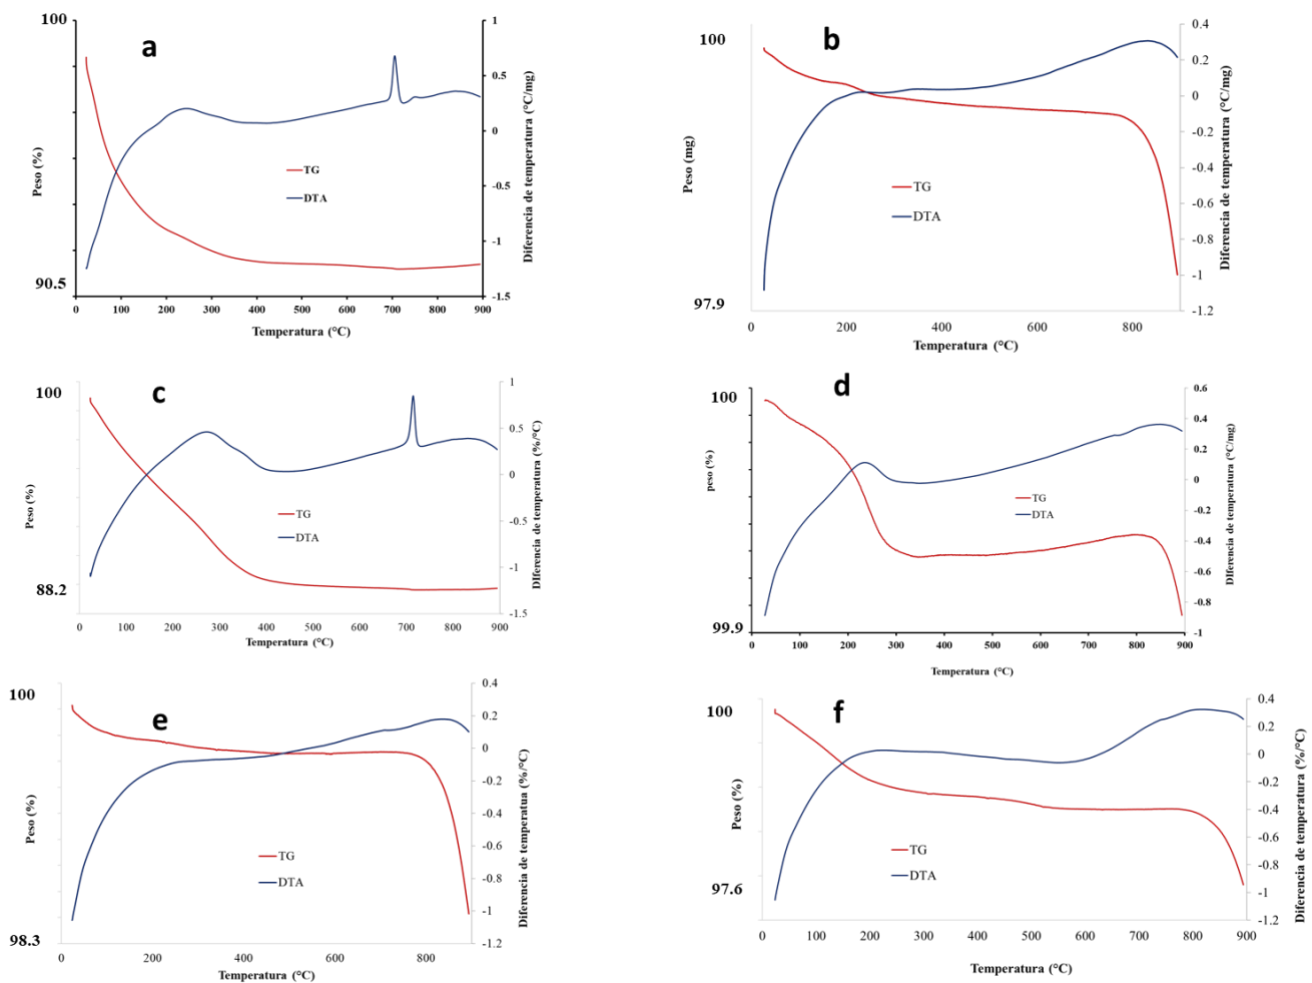 a
100
90.5
Peso (%)
1
0.5
0
-0.5
-1
-1.5
Diferencia de temperatura (°C/mg)
TG
DTA
0 100 200 300 400 500 600 700 800 900
Temperatura (°C)
b
100
97.9
Peso (mg)
0.4
0.2
0
-0.2
-0.4
-0.6
-0.8
-1
-1.2
Diferencia de temperatura (°C/mg)
TG
DTA
0 200 400 600 800
Temperatura (°C)
c
100
88.2
Peso (%)
1
0.5
0
-0.5
-1
-1.5
DIferencia de temperatura (%/°C)
TG
DTA
0 100 200 300 400 500 600 700 800 900
Temperatura (°C)
d
100
99.9
peso (%)
0.6
0.4
0.2
0
-0.2
-0.4
-0.6
-0.8
-1
Diferencia de temperatura (°C/mg)
TG
DTA
0 100 200 300 400 500 600 700 800 900
Temperatura (°C)
e
100
98.3
Peso (%)
0.4
0.2
0
-0.2
-0.4
-0.6
-0.8
-1
-1.2
Diferencia de temperatua (%/°C)
TG
DTA
0 200 400 600 800
Temperatura (°C)
f
100
97.6
Peso (%)
0.4
0.2
0
-0.2
-0.4
-0.6
-0.8
-1
-1.2
Diferencia de temperatura (%/°C)
TG
DTA
0 100 200 300 400 500 600 700 800 900
Temperatura (°C)